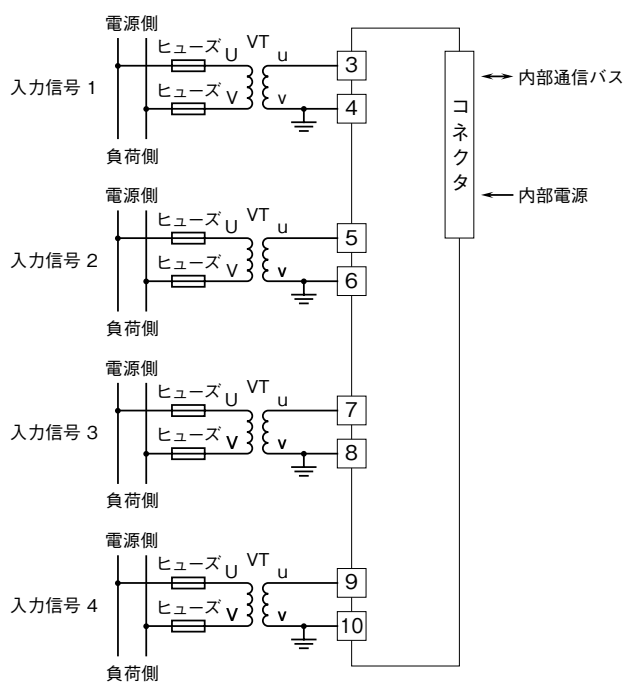 電源側
ヒューズ U VT u 3
入力信号 1
ヒューズ V v 4
負荷側
コネクタ
内部通信バス
内部電源
電源側
ヒューズ U VT u 5
入力信号 2
ヒューズ V v 6
負荷側
電源側
ヒューズ U VT u 7
入力信号 3
ヒューズ V v 8
負荷側
電源側
ヒューズ U VT u 9
入力信号 4
ヒューズ V v 10
負荷側